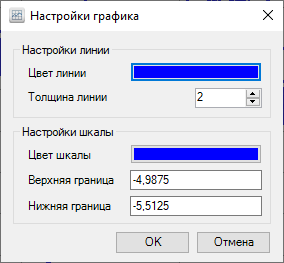 Настройки графика
Настройки линии
Цвет линии
Толщина линии 2
Настройки шкалы
Цвет шкалы
Верхняя граница -4,9875
Нижняя граница -5,5125
OK Отмена